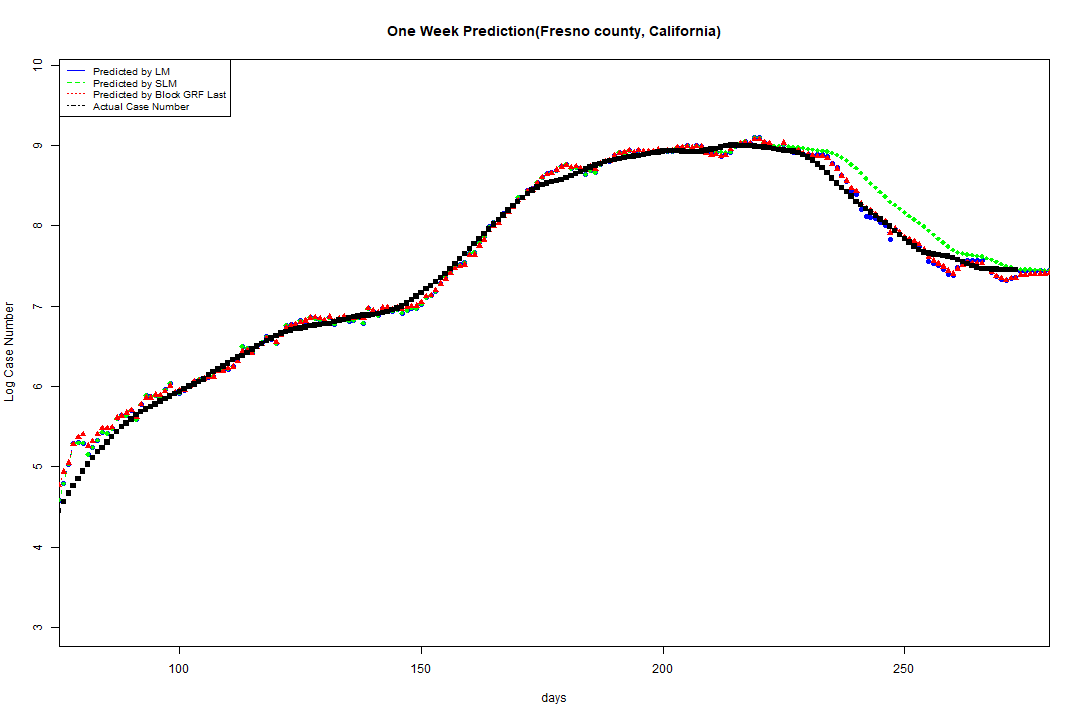 One Week Prediction(Fresno county, California)
Predicted by LM
Predicted by SLM
Predicted by Block GRF Last
Actual Case Number
10
9
8
7
6
5
4
3
Log Case Number
100
150
200
250
days